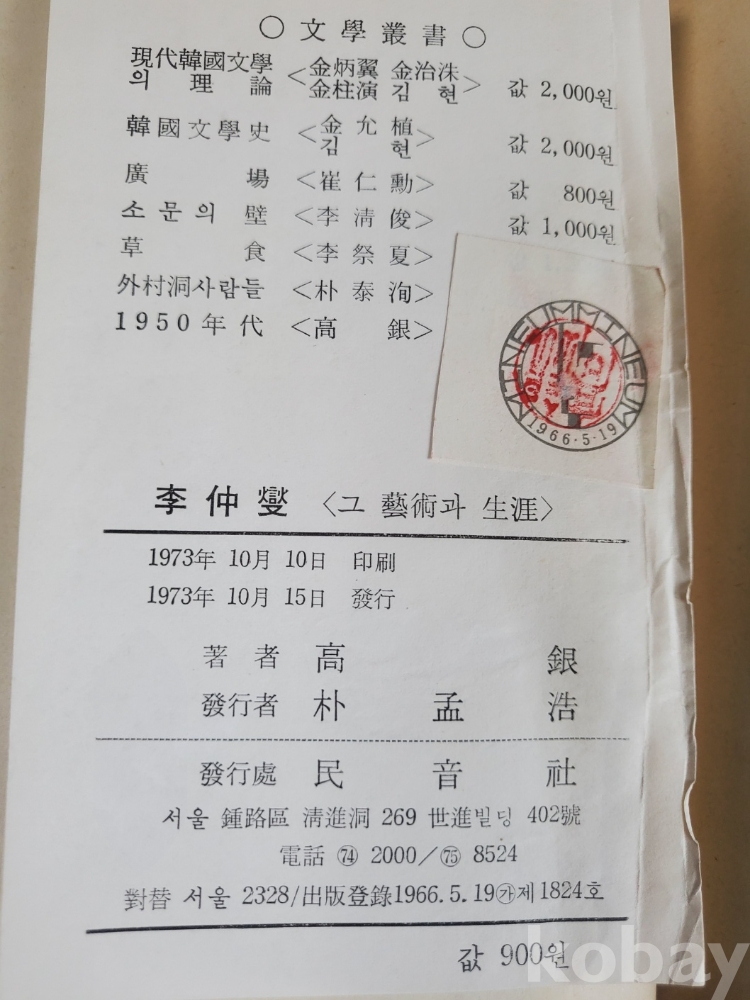 ○ 文學叢書 ○
現代韓國文學의 理論 <金炳翼 金治洙 金柱演 김현> 값 2,000원
韓國文學史 <金允植 김현> 값 2,000원
廣場 <崔仁勳> 값 800원
소문의 壁 <李淸俊> 값 1,000원
草食 <李祭夏>
外村洞사람들 <朴泰洵>
1950年代 <高銀>
MINEUMMINEUM
1966·5·19
李仲燮 <그 藝術과 生涯>
1973年 10月 10日 印刷
1973年 10月 15日 發行
著者 高銀
發行者 朴孟浩
發行處 民音社
서울 鍾路區 淸進洞 269 世進빌딩 402號
電話 ㉔ 2000/㉕ 8524
對替 서울 2328/出版登錄1966.5.19㉮제1824호
값 900원
kobay